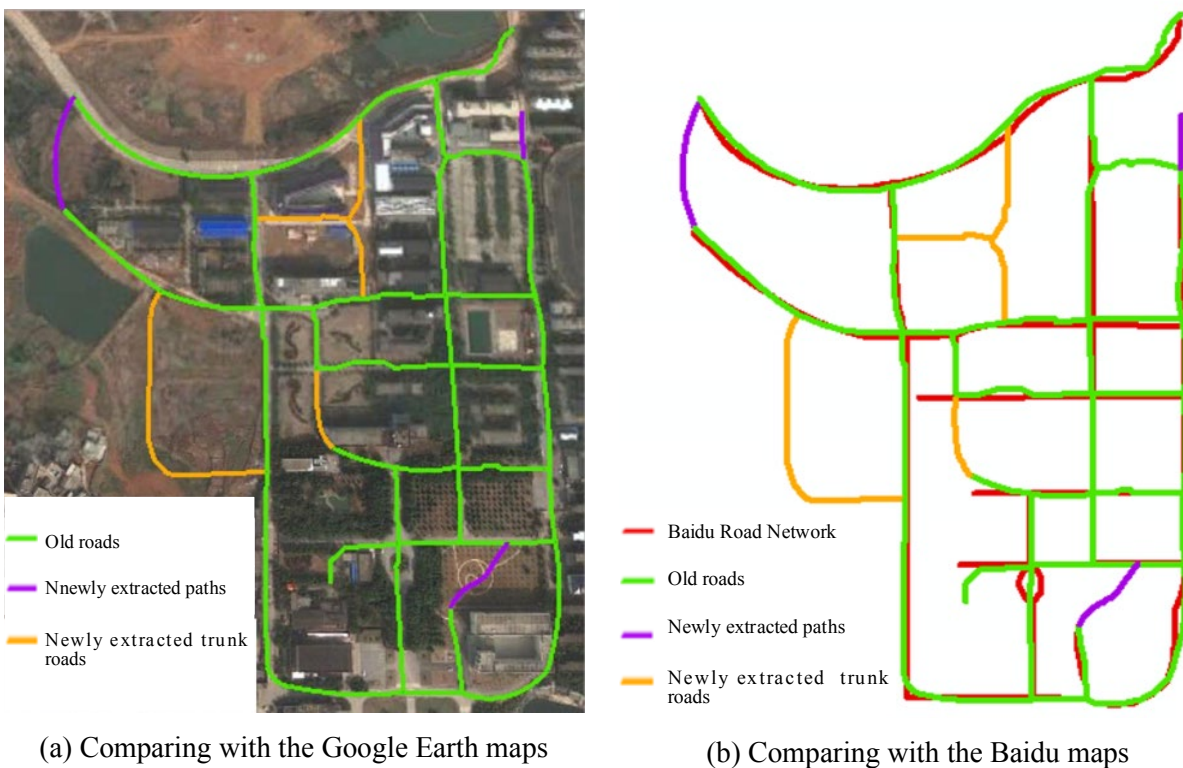 Old roads
Nnewly extracted paths
Newly extracted trunk
roads
Baidu Road Network
Old roads
Newly extracted paths
Newly extracted trunk
roads
(a) Comparing with the Google Earth maps
(b) Comparing with the Baidu maps